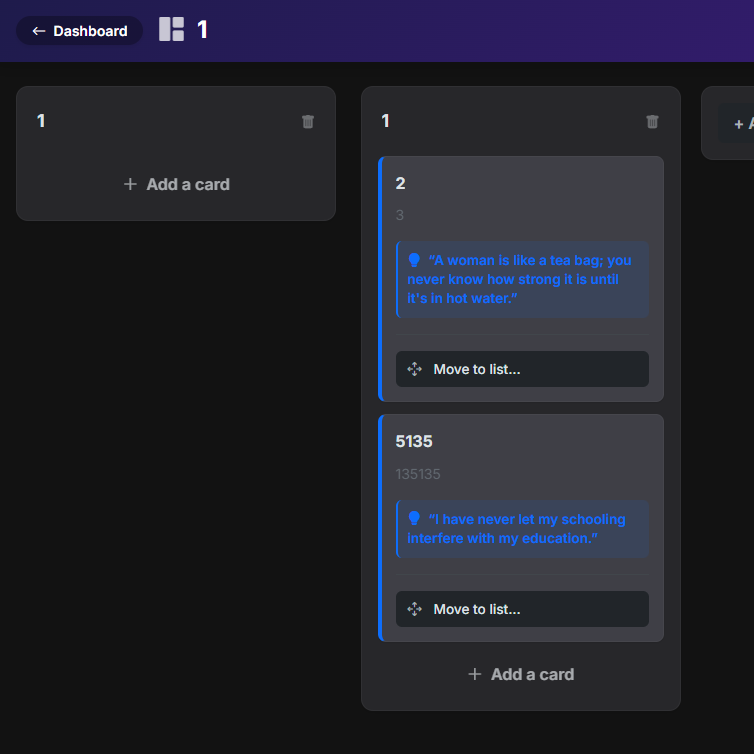 ← Dashboard
1
1
+ Add a card
1
2
3
“A woman is like a tea bag; you
never know how strong it is until
it's in hot water.”
Move to list...
5135
135135
“I have never let my schooling
interfere with my education.”
Move to list...
+ Add a card
+ A